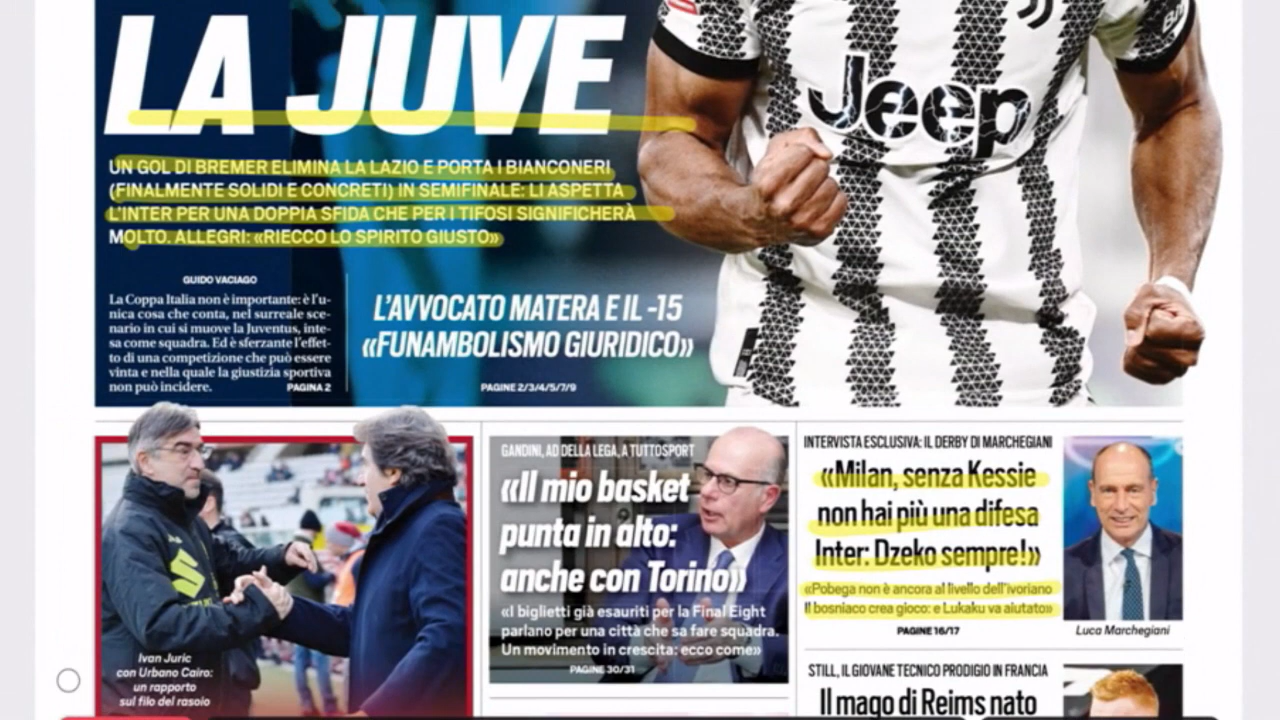 LA JUVE
Jeep
UN GOL DI BREMER ELIMINA LA LAZIO E PORTA I BIANCONERI
(FINALMENTE SOLIDI E CONCRETI) IN SEMIFINALE: LI ASPETTA
L'INTER PER UNA DOPPIA SFIDA CHE PER I TIFOSI SIGNIFICHERÀ
MOLTO. ALLEGRI: «RIECCO LO SPIRITO GIUSTO»
GUIDO VACIAGO
La Coppa Italia non è importante: è l'u-
nica cosa che conta, nel surreale sce-
nario in cui si muove la Juventus, inte-
sa come squadra. Ed è sferzante l'effet-
to di una competizione che può essere
vinta e nella quale la giustizia sportiva
non può incidere. PAGINA 2
L'AVVOCATO MATERA E IL -15
«FUNAMBOLISMO GIURIDICO»
PAGINE 2/3/4/5/7/9
Ivan Juric
con Urbano Cairo:
un rapporto
sul filo del rasoio
GANDINI, AD DELLA LEGA, A TUTTOSPORT
«Il mio basket
punta in alto:
anche con Torino»
«I biglietti già esauriti per la Final Eight
parlano per una città che sa fare squadra.
Un movimento in crescita: ecco come»
PAGINE 30/31
INTERVISTA ESCLUSIVA: IL DERBY DI MARCHEGIANI
«Milan, senza Kessie
non hai più una difesa
Inter: Dzeko sempre!»
«Pobega non è ancora al livello dell'ivoriano
Il bosniaco crea gioco: e Lukaku va aiutato»
PAGINE 16/17
Luca Marchegiani
STILL, IL GIOVANE TECNICO PRODIGIO IN FRANCIA
Il mago di Reims nato